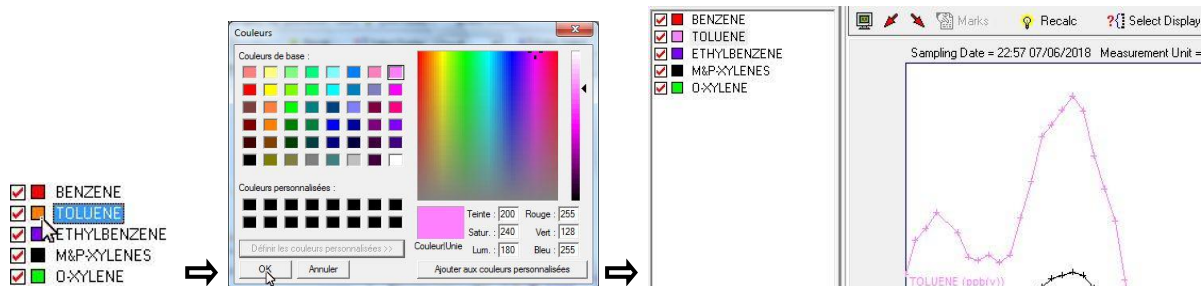 BENZENE
TOLUENE
ETHYLBENZENE
M&P-XYLENES
O-XYLENE
Couleurs
Couleurs de base :
Couleurs personnalisées :
Définir les couleurs personnalisées >>
OK Annuler
Couleur|Unie
Teinte : 200 Rouge : 255
Satur. : 240 Vert : 128
Lum. : 180 Bleu : 255
Ajouter aux couleurs personnalisées
BENZENE
TOLUENE
ETHYLBENZENE
M&P-XYLENES
O-XYLENE
Marks Recalc ?{} Select Display
Sampling Date = 22:57 07/06/2018 Measurement Unit =
TOLUENE (ppb(v))